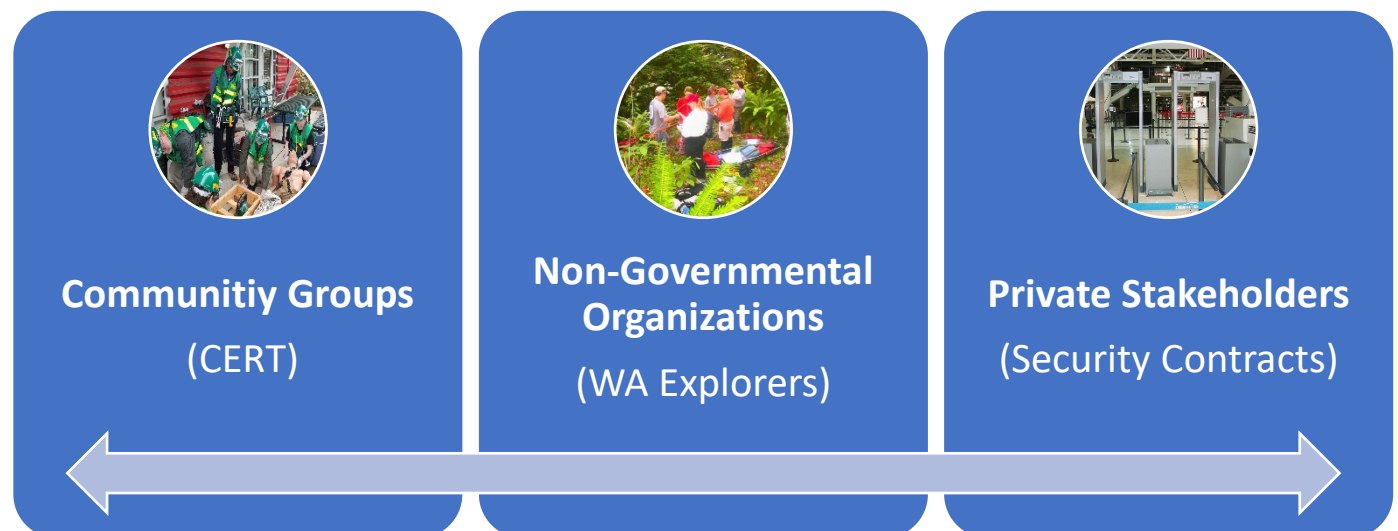 Communitiy Groups
(CERT)
Non-Governmental
Organizations
(WA Explorers)
Private Stakeholders
(Security Contracts)